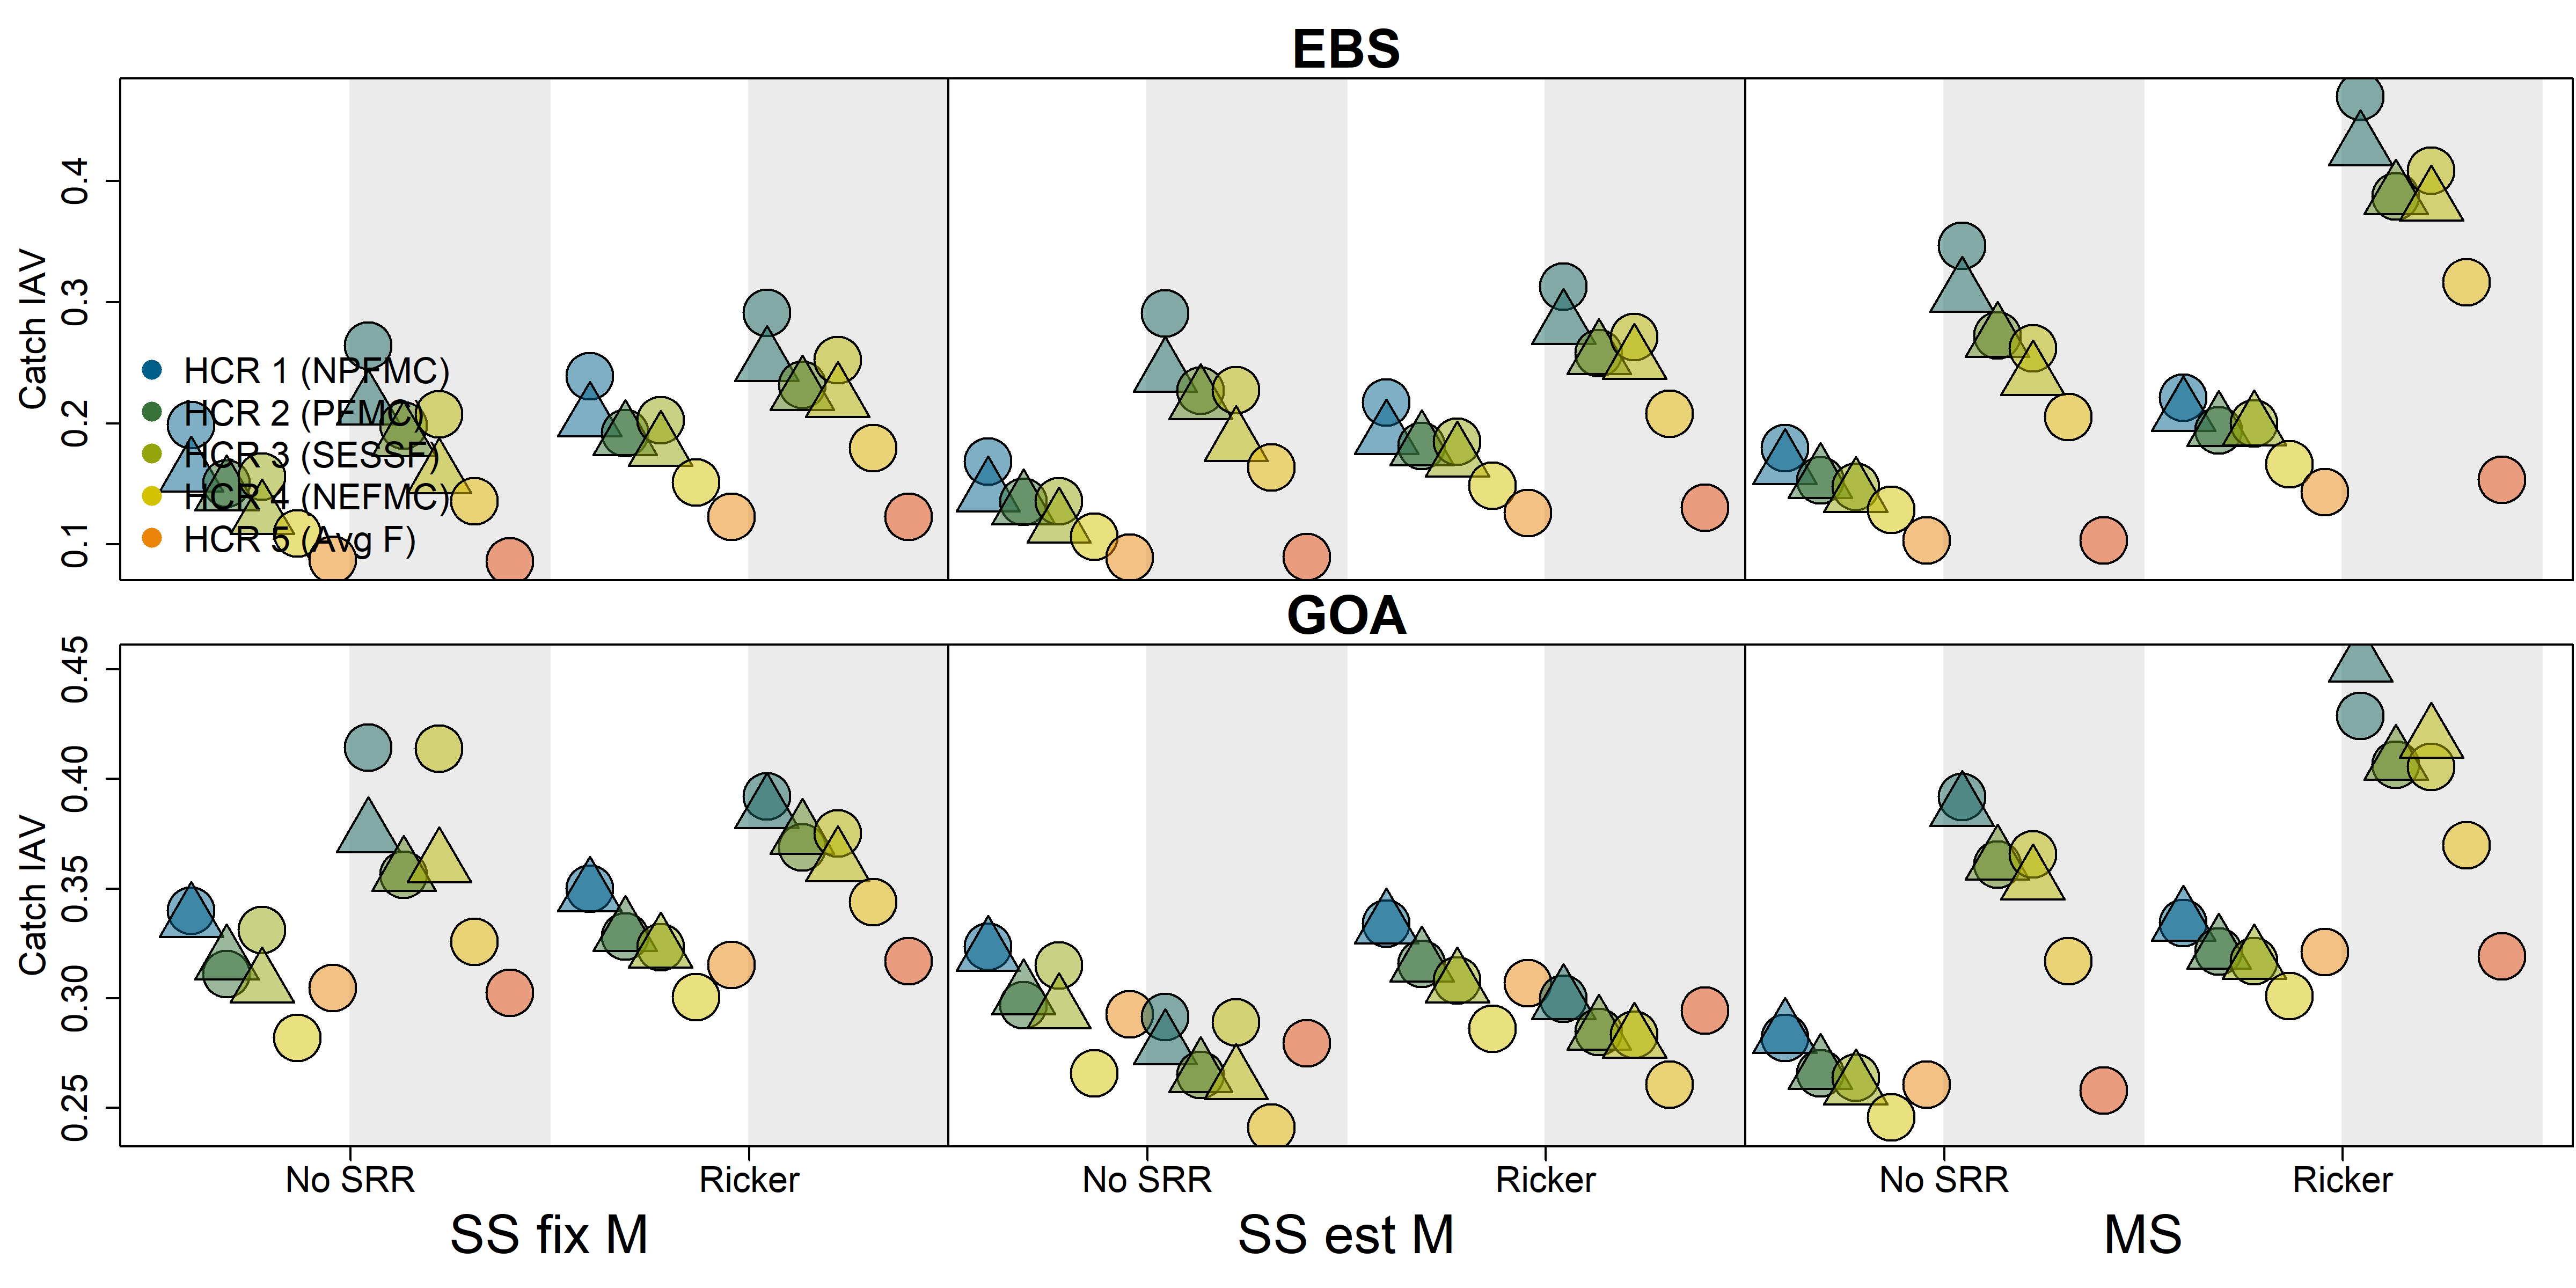 EBS
Catch IAV
0.4
0.3
0.2
0.1
HCR 1 (NPFMC)
HCR 2 (PFMC)
HCR 3 (SESSF)
HCR 4 (NEFMC)
HCR 5 (Avg F)
GOA
Catch IAV
0.45
0.40
0.35
0.30
0.25
No SRR Ricker No SRR Ricker No SRR Ricker
SS fix M SS est M MS